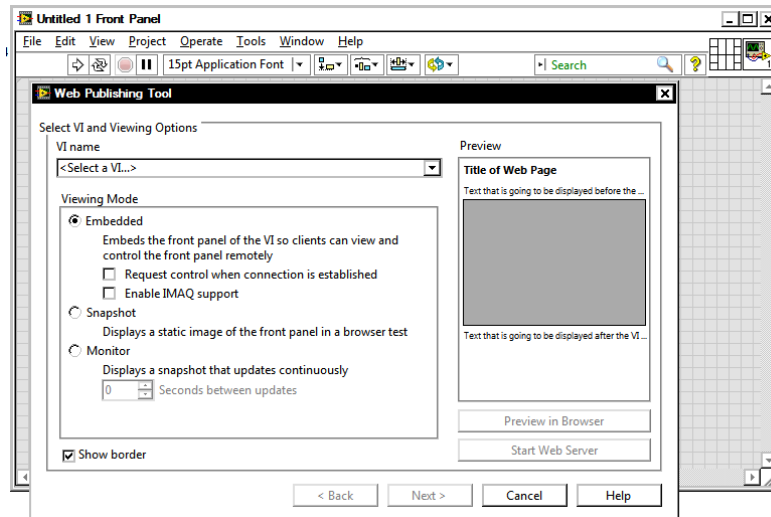 Untitled 1 Front Panel
File Edit View Project Operate Tools Window Help
15pt Application Font Search ?
1
Web Publishing Tool
Select VI and Viewing Options
VI name
<Select a VI...>
Viewing Mode
Embedded
Embeds the front panel of the VI so clients can view and
control the front panel remotely
Request control when connection is established
Enable IMAQ support
Snapshot
Displays a static image of the front panel in a browser test
Monitor
Displays a snapshot that updates continuously
0 Seconds between updates
Show border
Preview
Title of Web Page
Text that is going to be displayed before the ...
Text that is going to be displayed after the VI ...
Preview in Browser
Start Web Server
< Back Next > Cancel Help